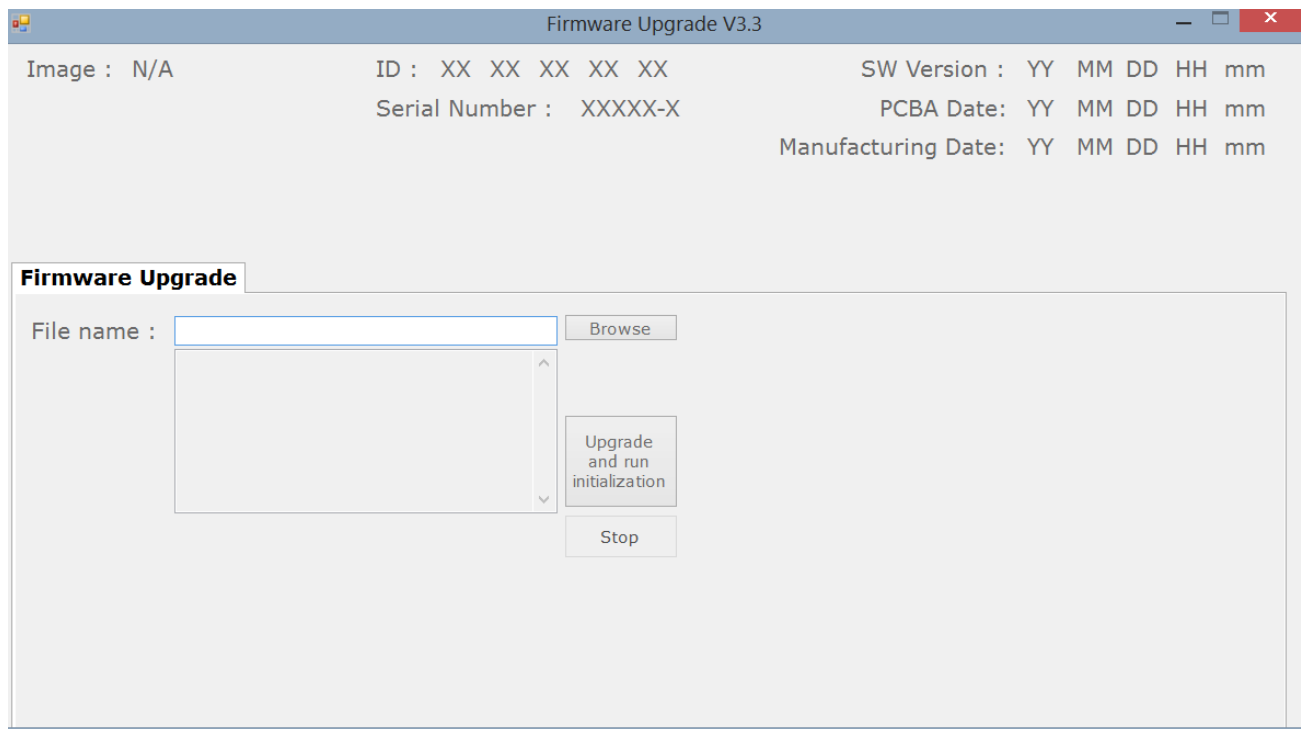 Firmware Upgrade V3.3
Image : N/A
ID : XX XX XX XX XX
SW Version : YY MM DD HH mm
Serial Number : XXXXX-X
PCBA Date: YY MM DD HH mm
Manufacturing Date: YY MM DD HH mm
Firmware Upgrade
File name :
Browse
Upgrade
and run
initialization
Stop